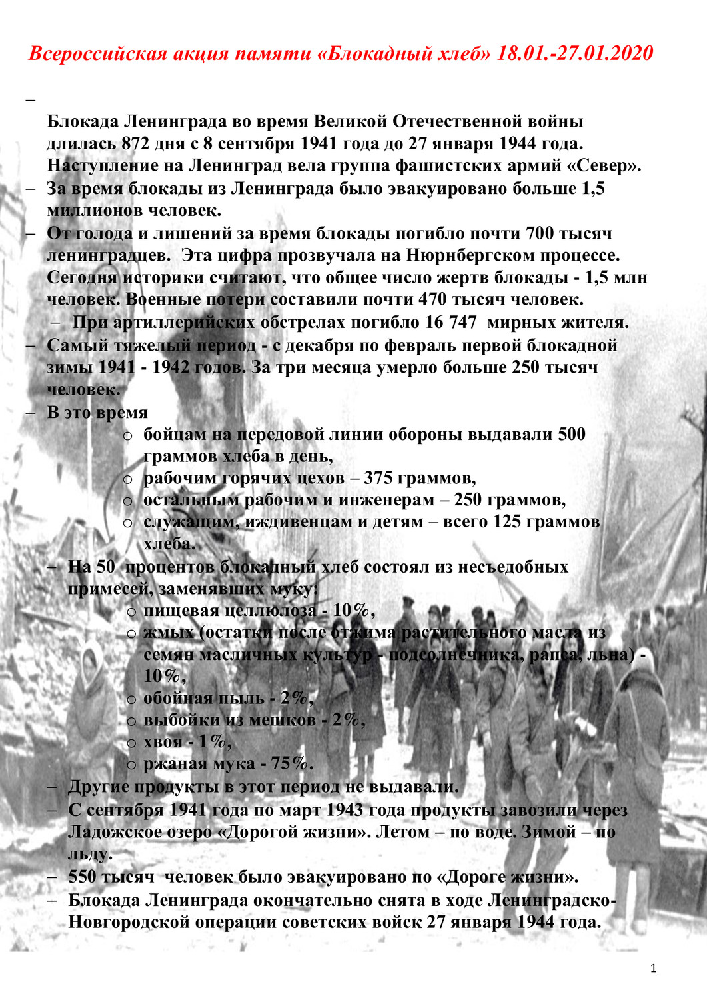 Всероссийская акция памяти «Блокадный хлеб» 18.01.-27.01.2020
–
Блокада Ленинграда во время Великой Отечественной войны
длилась 872 дня с 8 сентября 1941 года до 27 января 1944 года.
Наступление на Ленинград вела группа фашистских армий «Север».
– За время блокады из Ленинграда было эвакуировано больше 1,5
миллионов человек.
– От голода и лишений за время блокады погибло почти 700 тысяч
ленинградцев. Эта цифра прозвучала на Нюрнбергском процессе.
Сегодня историки считают, что общее число жертв блокады - 1,5 млн
человек. Военные потери составили почти 470 тысяч человек.
– При артиллерийских обстрелах погибло 16 747 мирных жителя.
– Самый тяжелый период - с декабря по февраль первой блокадной
зимы 1941 - 1942 годов. За три месяца умерло больше 250 тысяч
человек.
– В это время
o бойцам на передовой линии обороны выдавали 500
граммов хлеба в день,
o рабочим горячих цехов – 375 граммов,
o остальным рабочим и инженерам – 250 граммов,
o служащим, иждивенцам и детям – всего 125 граммов
хлеба.
– На 50 процентов блокадный хлеб состоял из несъедобных
примесей, заменявших муку:
o пищевая целлюлоза - 10%,
o жмых (остатки после отжима растительного масла из
семян масличных культур - подсолнечника, рапса, льна) -
10%,
o обойная пыль - 2%,
o выбойки из мешков - 2%,
o хвоя - 1%,
o ржаная мука - 75%.
– Другие продукты в этот период не выдавали.
– С сентября 1941 года по март 1943 года продукты завозили через
Ладожское озеро «Дорогой жизни». Летом – по воде. Зимой – по
льду.
– 550 тысяч человек было эвакуировано по «Дороге жизни».
– Блокада Ленинграда окончательно снята в ходе Ленинградско-
Новгородской операции советских войск 27 января 1944 года.
1